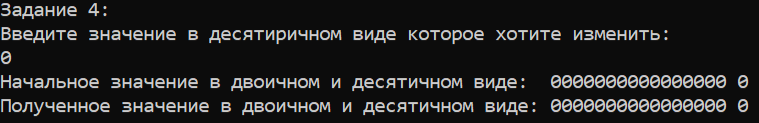 Задание 4:
Введите значение в десятиричном виде которое хотите изменить:
0
Начальное значение в двоичном и десятичном виде:  0000000000000000 0
Полученное значение в двоичном и десятичном виде: 0000000000000000 0